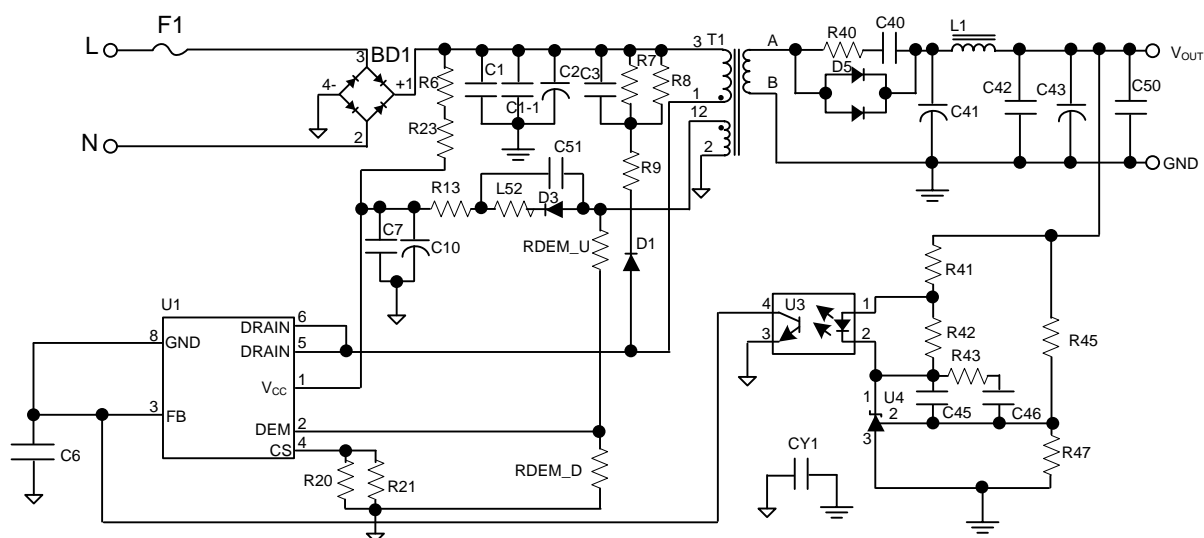 F1
L
BD1
3
4-
+1
2
N
R6
R23
C1
C1-1
C2
C3
R7
R8
R9
3
T1
1
12
2
A
B
R40
C40
D5
L1
C41
C42
C43
C50
V_OUT
GND
C51
R13
L52
D3
C7
C10
RDEM_U
D1
U1
8
GND
DRAIN
6
DRAIN
5
V_CC
1
3
FB
DEM
2
CS
4
C6
R20
R21
RDEM_D
4
U3
1
3
2
R41
R42
R43
R45
1
U4
2
3
C45
C46
R47
CY1